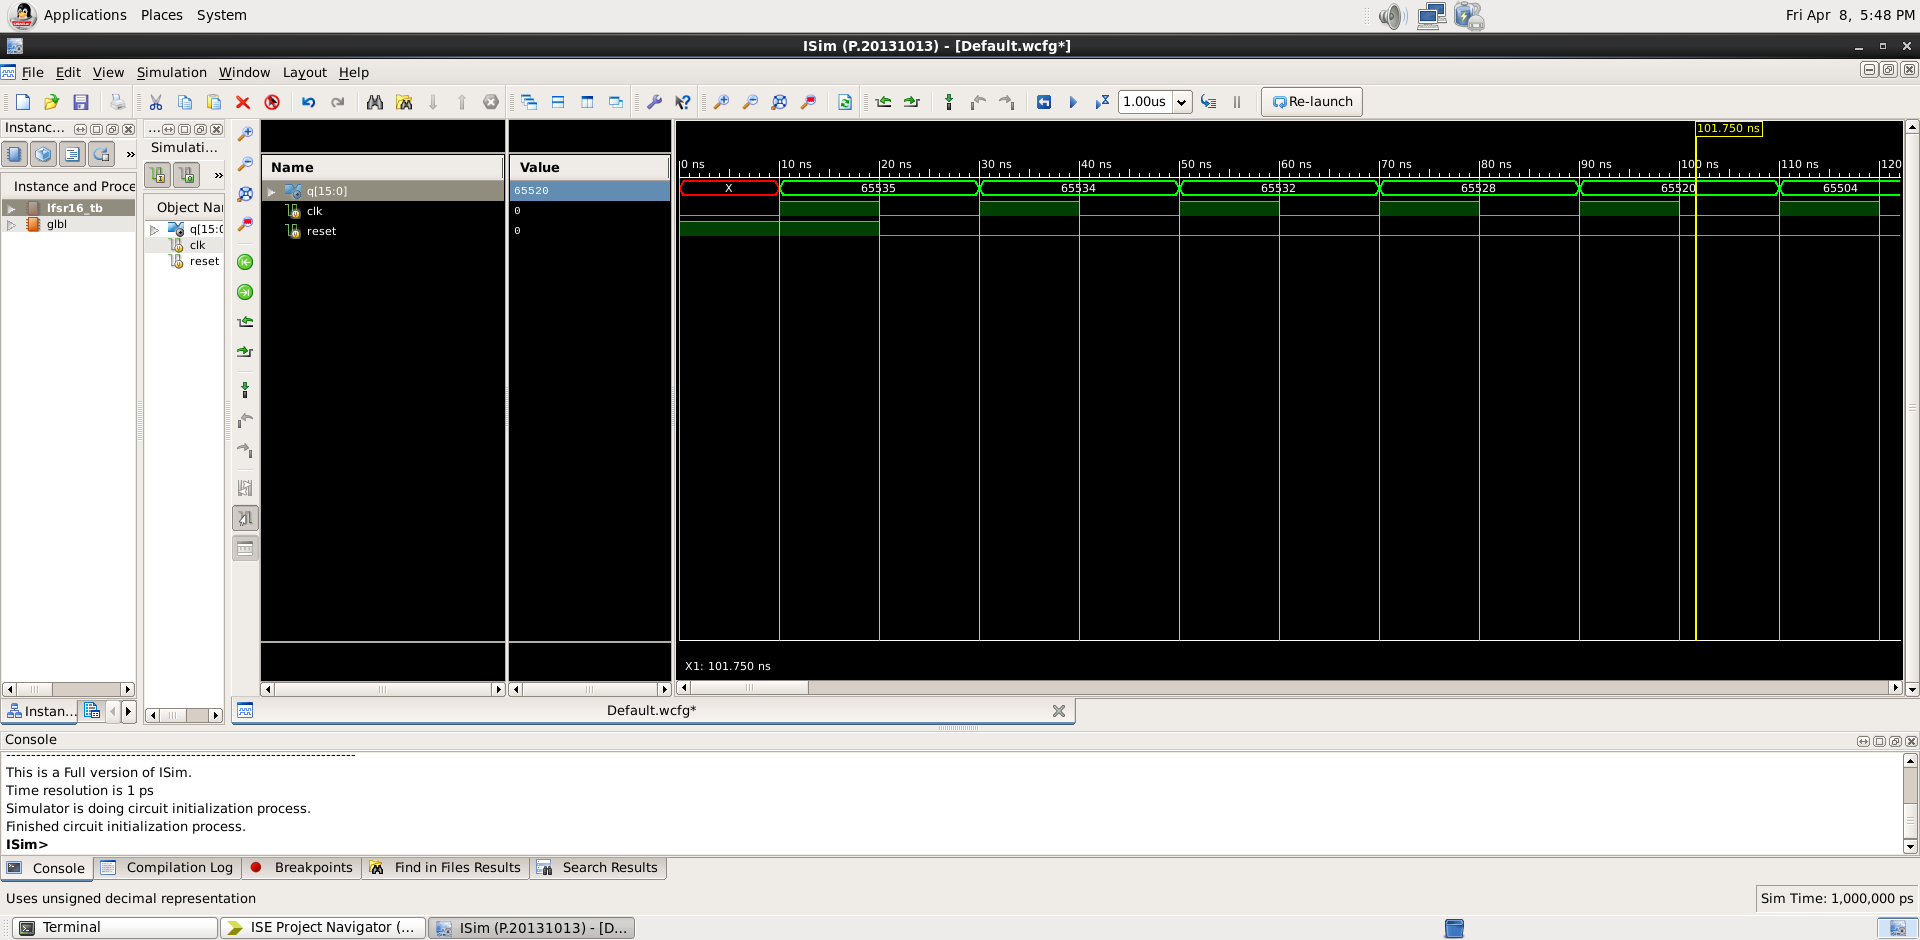 Applications Places System
Fri Apr 8, 5:48 PM
ISim (P.20131013) - [Default.wcfg*]
File Edit View Simulation Window Layout Help
1.00us
Re-launch
Instanc...
...
Simulati...
»
»
Instance and Proce
lfsr16_tb
glbl
Object Nar
q[15:0
clk
reset
Name
Value
q[15:0]
65520
clk
0
reset
0
101.750 ns
0 ns 10 ns 20 ns 30 ns 40 ns 50 ns 60 ns 70 ns 80 ns 90 ns 100 ns 110 ns 120
X 65535 65534 65532 65528 65520 65504
X1: 101.750 ns
Instan...
Default.wcfg*
Console
This is a Full version of ISim.
Time resolution is 1 ps
Simulator is doing circuit initialization process.
Finished circuit initialization process.
ISim>
Console Compilation Log Breakpoints Find in Files Results Search Results
Uses unsigned decimal representation
Sim Time: 1,000,000 ps
Terminal
ISE Project Navigator (...
ISim (P.20131013) - [D...